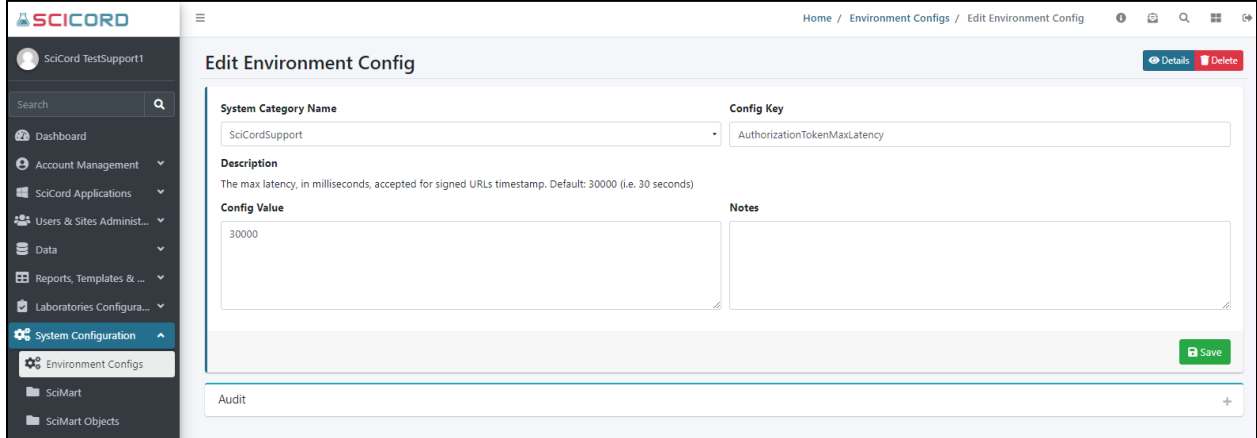 SCICORD
Home / Environment Configs / Edit Environment Config
SciCord TestSupport1
Search
Dashboard
Account Management
SciCord Applications
Users & Sites Administ...
Data
Reports, Templates & ...
Laboratories Configura...
System Configuration
Environment Configs
SciMart
SciMart Objects
Edit Environment Config
Details Delete
System Category Name
SciCordSupport
Config Key
AuthorizationTokenMaxLatency
Description
The max latency, in milliseconds, accepted for signed URLs timestamp. Default: 30000 (i.e. 30 seconds)
Config Value
30000
Notes
Save
Audit